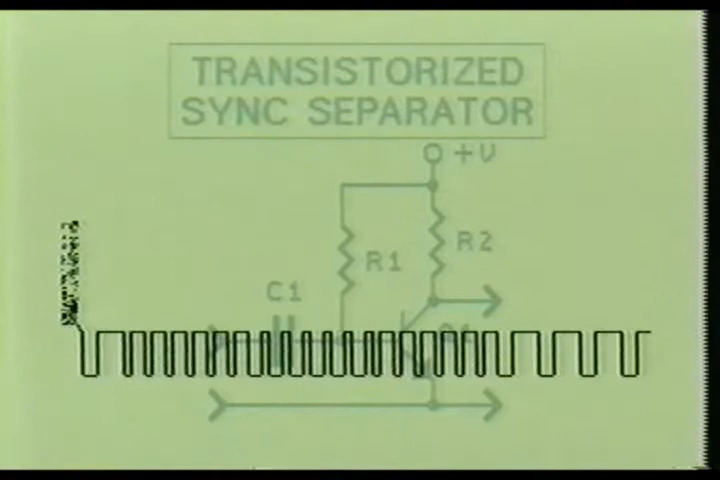 TRANSISTORIZED
SYNC SEPARATOR
+V
R1
R2
C1